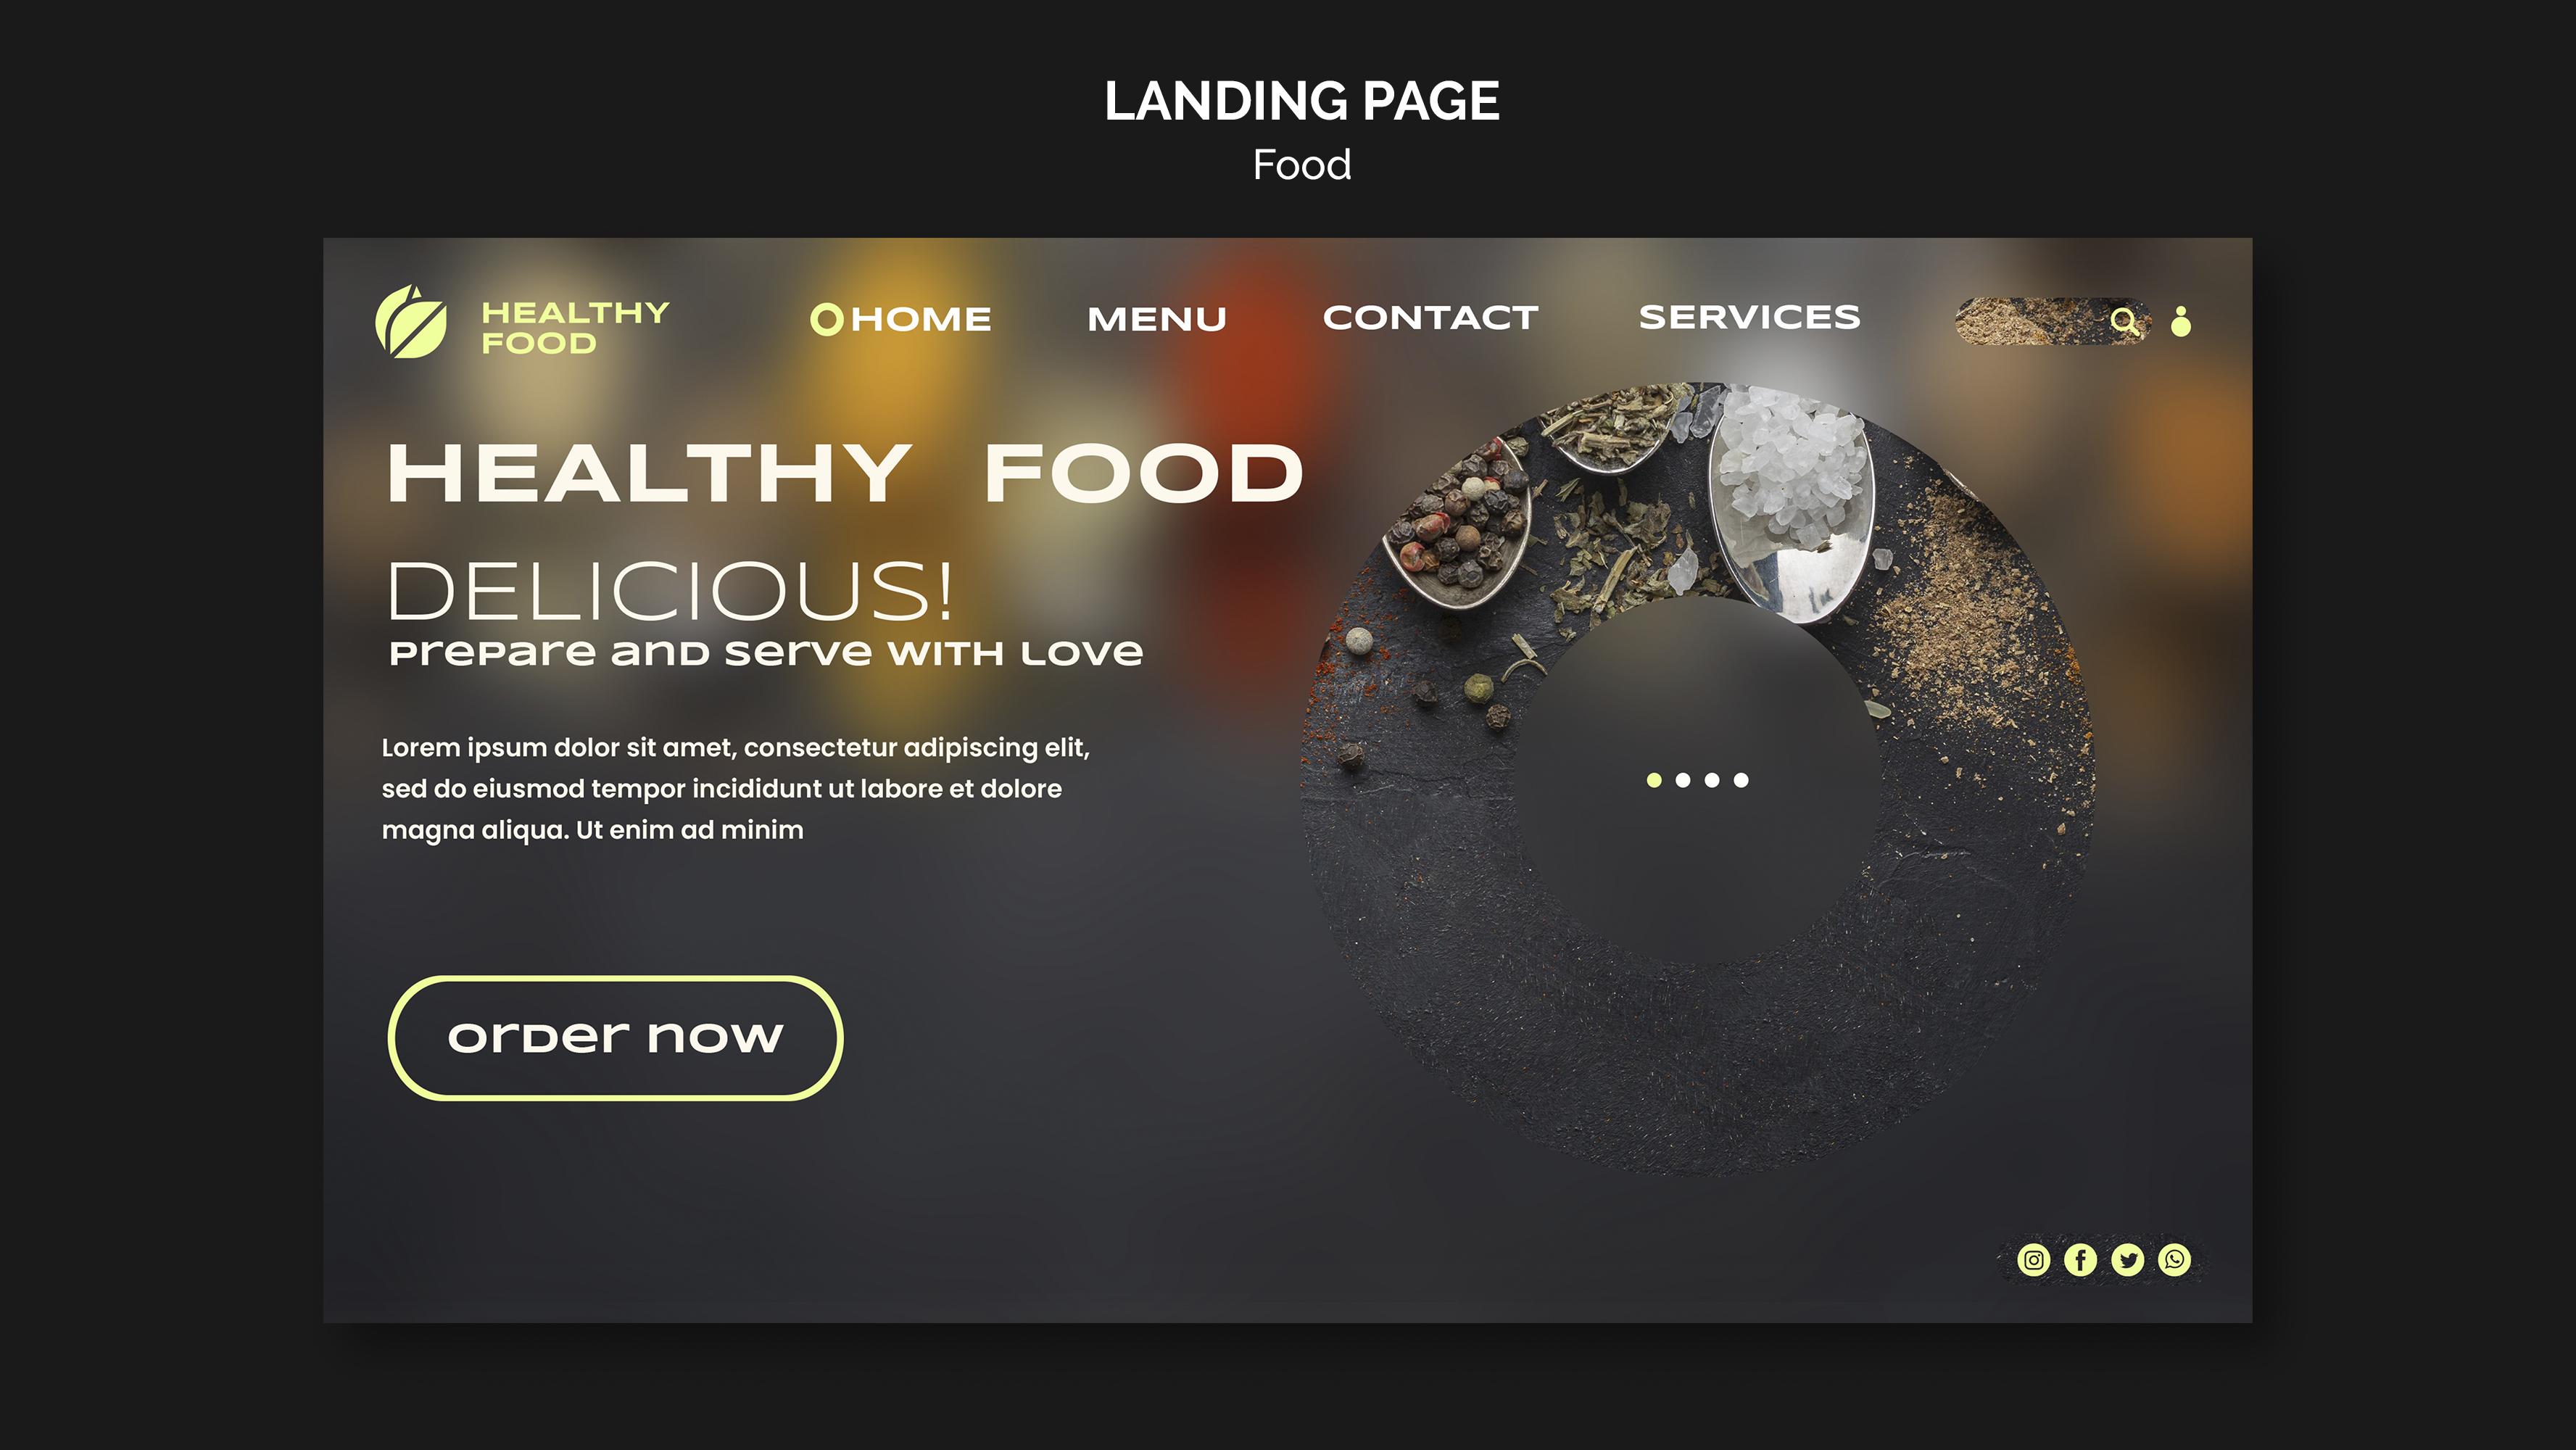 LANDING PAGE
Food
HEALTHY
FOOD
HOME
MENU
CONTACT
SERVICES
HEALTHY FOOD
DELICIOUS!
Prepare and serve with love
Lorem ipsum dolor sit amet, consectetur adipiscing elit,
sed do eiusmod tempor incididunt ut labore et dolore
magna aliqua. Ut enim ad minim
order now